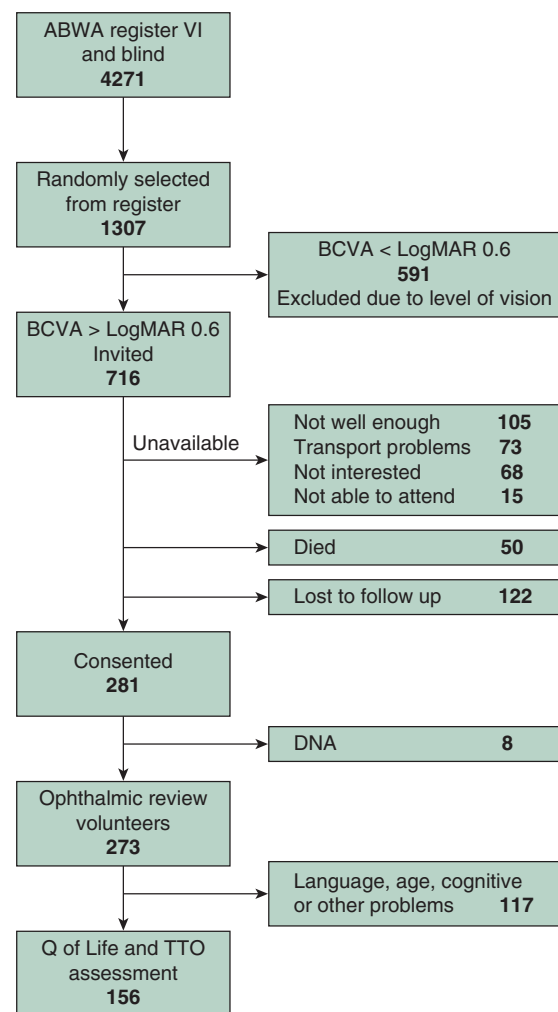 ABWA register VI
and blind
4271
Randomly selected
from register
1307
BCVA < LogMAR 0.6
591
Excluded due to level of vision
BCVA > LogMAR 0.6
Invited
716
Unavailable
Not well enough 105
Transport problems 73
Not interested 68
Not able to attend 15
Died 50
Lost to follow up 122
Consented
281
DNA 8
Ophthalmic review
volunteers
273
Language, age, cognitive
or other problems 117
Q of Life and TTO
assessment
156